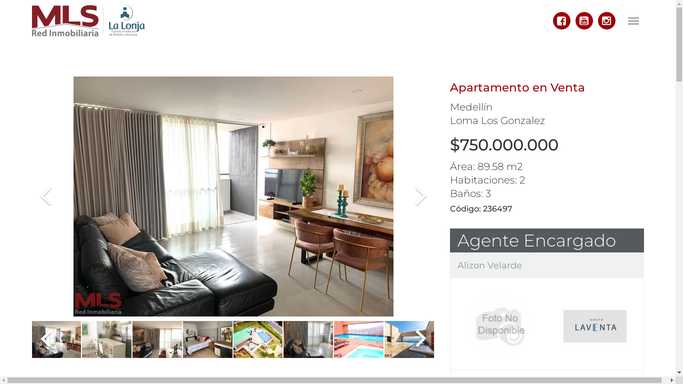 MLS
Red Inmobiliaria
La Lonja
Apartamento en Venta
Medellín
Loma Los Gonzalez
$750.000.000
Área: 89.58 m2
Habitaciones: 2
Baños: 3
Código: 236497
Agente Encargado
Alizon Velarde
Foto No
Disponible
LAVENTA
MLS
Red Inmobiliaria